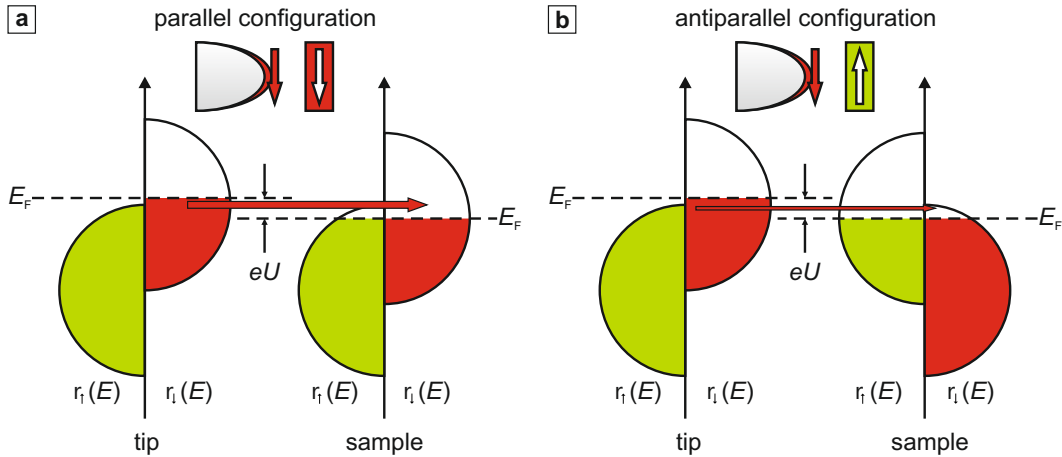 a parallel configuration
E_F
E_F
eU
r↑(E) r↓(E)
r↑(E) r↓(E)
tip
sample
b antiparallel configuration
E_F
E_F
eU
r↑(E) r↓(E)
r↑(E) r↓(E)
tip
sample